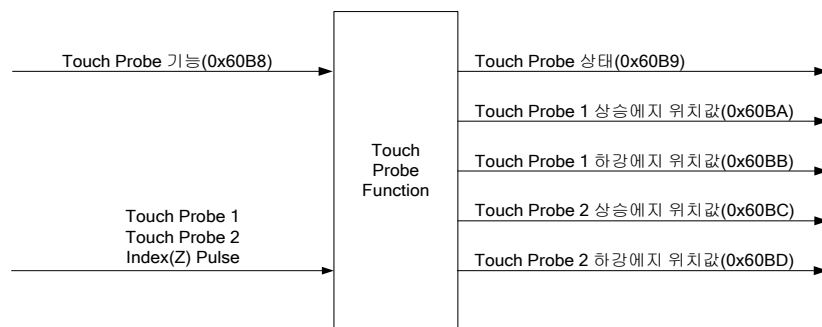 Touch Probe 기능(0x60B8)
Touch Probe 1
Touch Probe 2
Index(Z) Pulse
Touch
Probe
Function
Touch Probe 상태(0x60B9)
Touch Probe 1 상승에지 위치값(0x60BA)
Touch Probe 1 하강에지 위치값(0x60BB)
Touch Probe 2 상승에지 위치값(0x60BC)
Touch Probe 2 하강에지 위치값(0x60BD)